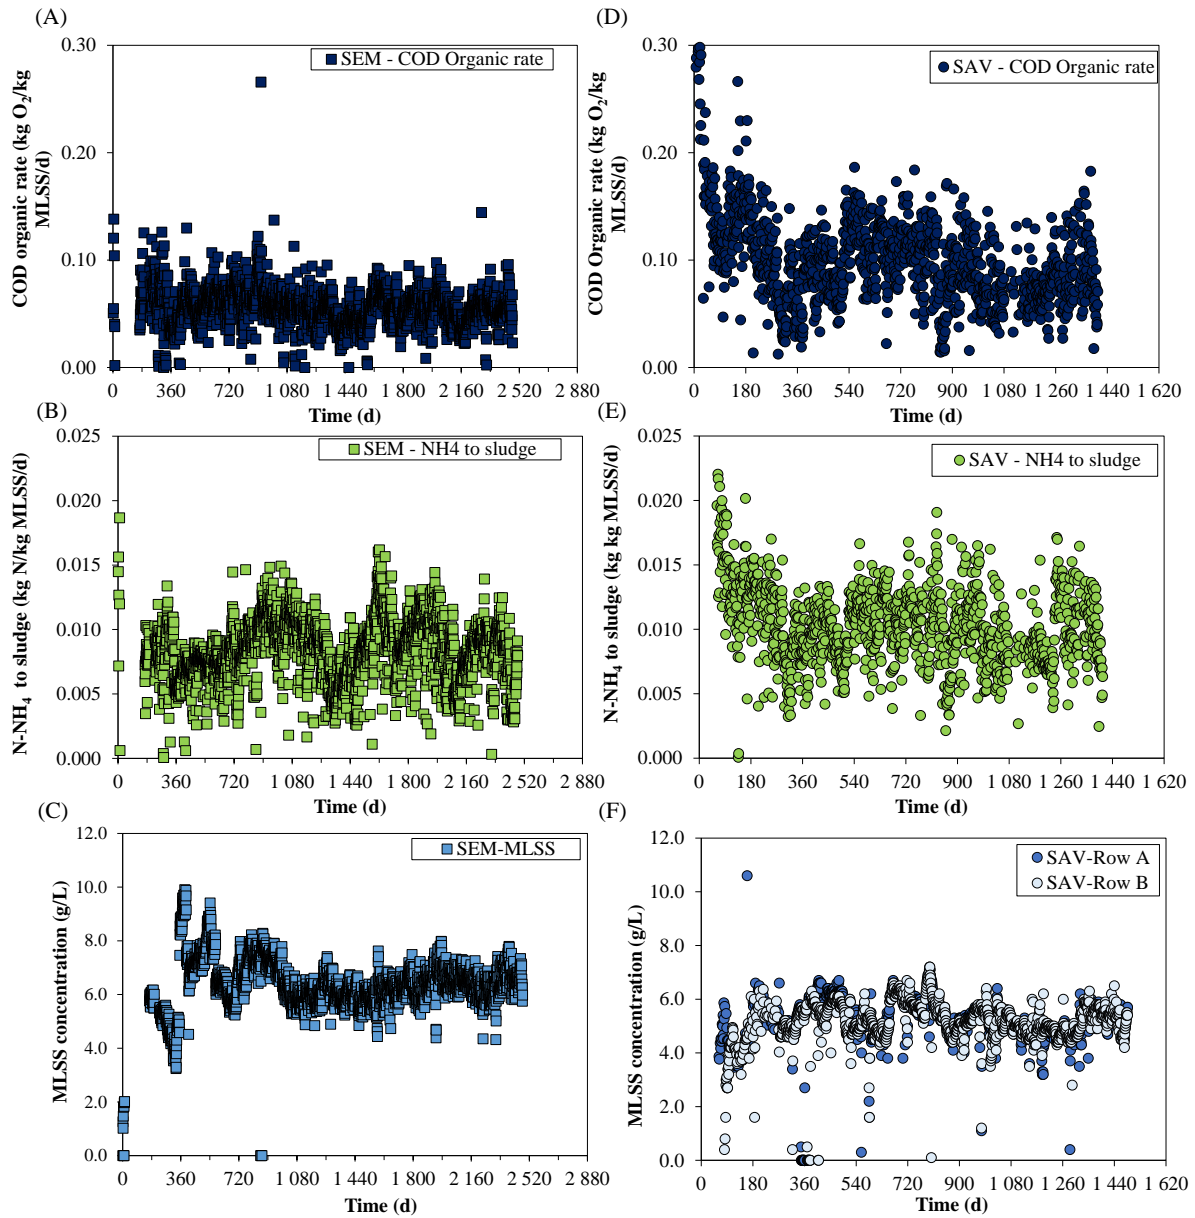 (A)
SEM - COD Organic rate
COD organic rate (kg O2/kg
MLSS/d)
0.30
0.20
0.10
0.00
0 360 720 1 080 1 440 1 800 2 160 2 520 2 880
Time (d)
(D)
SAV - COD Organic rate
COD Organic rate (kg O2/kg
MLSS/d)
0.30
0.20
0.10
0.00
0 180 360 540 720 900 1 080 1 260 1 440 1 620
Time (d)
(B)
SEM - NH4 to sludge
N-NH4 to sludge (kg N/kg MLSS/d)
0.025
0.020
0.015
0.010
0.005
0.000
0 360 720 1 080 1 440 1 800 2 160 2 520 2 880
Time (d)
(E)
SAV - NH4 to sludge
N-NH4 to sludge (kg kg MLSS/d)
0.025
0.020
0.015
0.010
0.005
0.000
0 180 360 540 720 900 1 080 1 260 1 440 1 620
Time (d)
(C)
SEM-MLSS
MLSS concentration (g/L)
12.0
10.0
8.0
6.0
4.0
2.0
0.0
0 360 720 1 080 1 440 1 800 2 160 2 520 2 880
Time (d)
(F)
SAV-Row A
SAV-Row B
MLSS concentration (g/L)
12.0
10.0
8.0
6.0
4.0
2.0
0.0
0 180 360 540 720 900 1 080 1 260 1 440 1 620
Time (d)